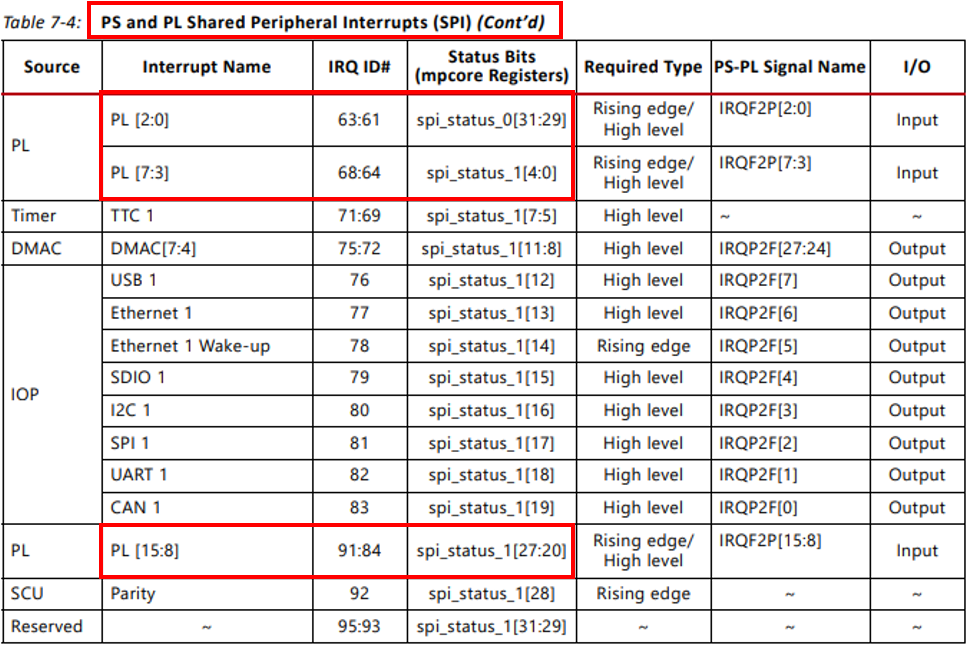 Table 7-4: PS and PL Shared Peripheral Interrupts (SPI) (Cont'd)
Source Interrupt Name IRQ ID# Status Bits (mpcore Registers) Required Type PS-PL Signal Name I/O
PL PL [2:0] 63:61 spi_status_0[31:29] Rising edge/ High level IRQF2P[2:0] Input
PL [7:3] 68:64 spi_status_1[4:0] Rising edge/ High level IRQF2P[7:3] Input
Timer TTC 1 71:69 spi_status_1[7:5] High level ~ ~
DMAC DMAC[7:4] 75:72 spi_status_1[11:8] High level IRQP2F[27:24] Output
IOP USB 1 76 spi_status_1[12] High level IRQP2F[7] Output
Ethernet 1 77 spi_status_1[13] High level IRQP2F[6] Output
Ethernet 1 Wake-up 78 spi_status_1[14] Rising edge IRQP2F[5] Output
SDIO 1 79 spi_status_1[15] High level IRQP2F[4] Output
I2C 1 80 spi_status_1[16] High level IRQP2F[3] Output
SPI 1 81 spi_status_1[17] High level IRQP2F[2] Output
UART 1 82 spi_status_1[18] High level IRQP2F[1] Output
CAN 1 83 spi_status_1[19] High level IRQP2F[0] Output
PL PL [15:8] 91:84 spi_status_1[27:20] Rising edge/ High level IRQF2P[15:8] Input
SCU Parity 92 spi_status_1[28] Rising edge ~ ~
Reserved ~ 95:93 spi_status_1[31:29] ~ ~ ~